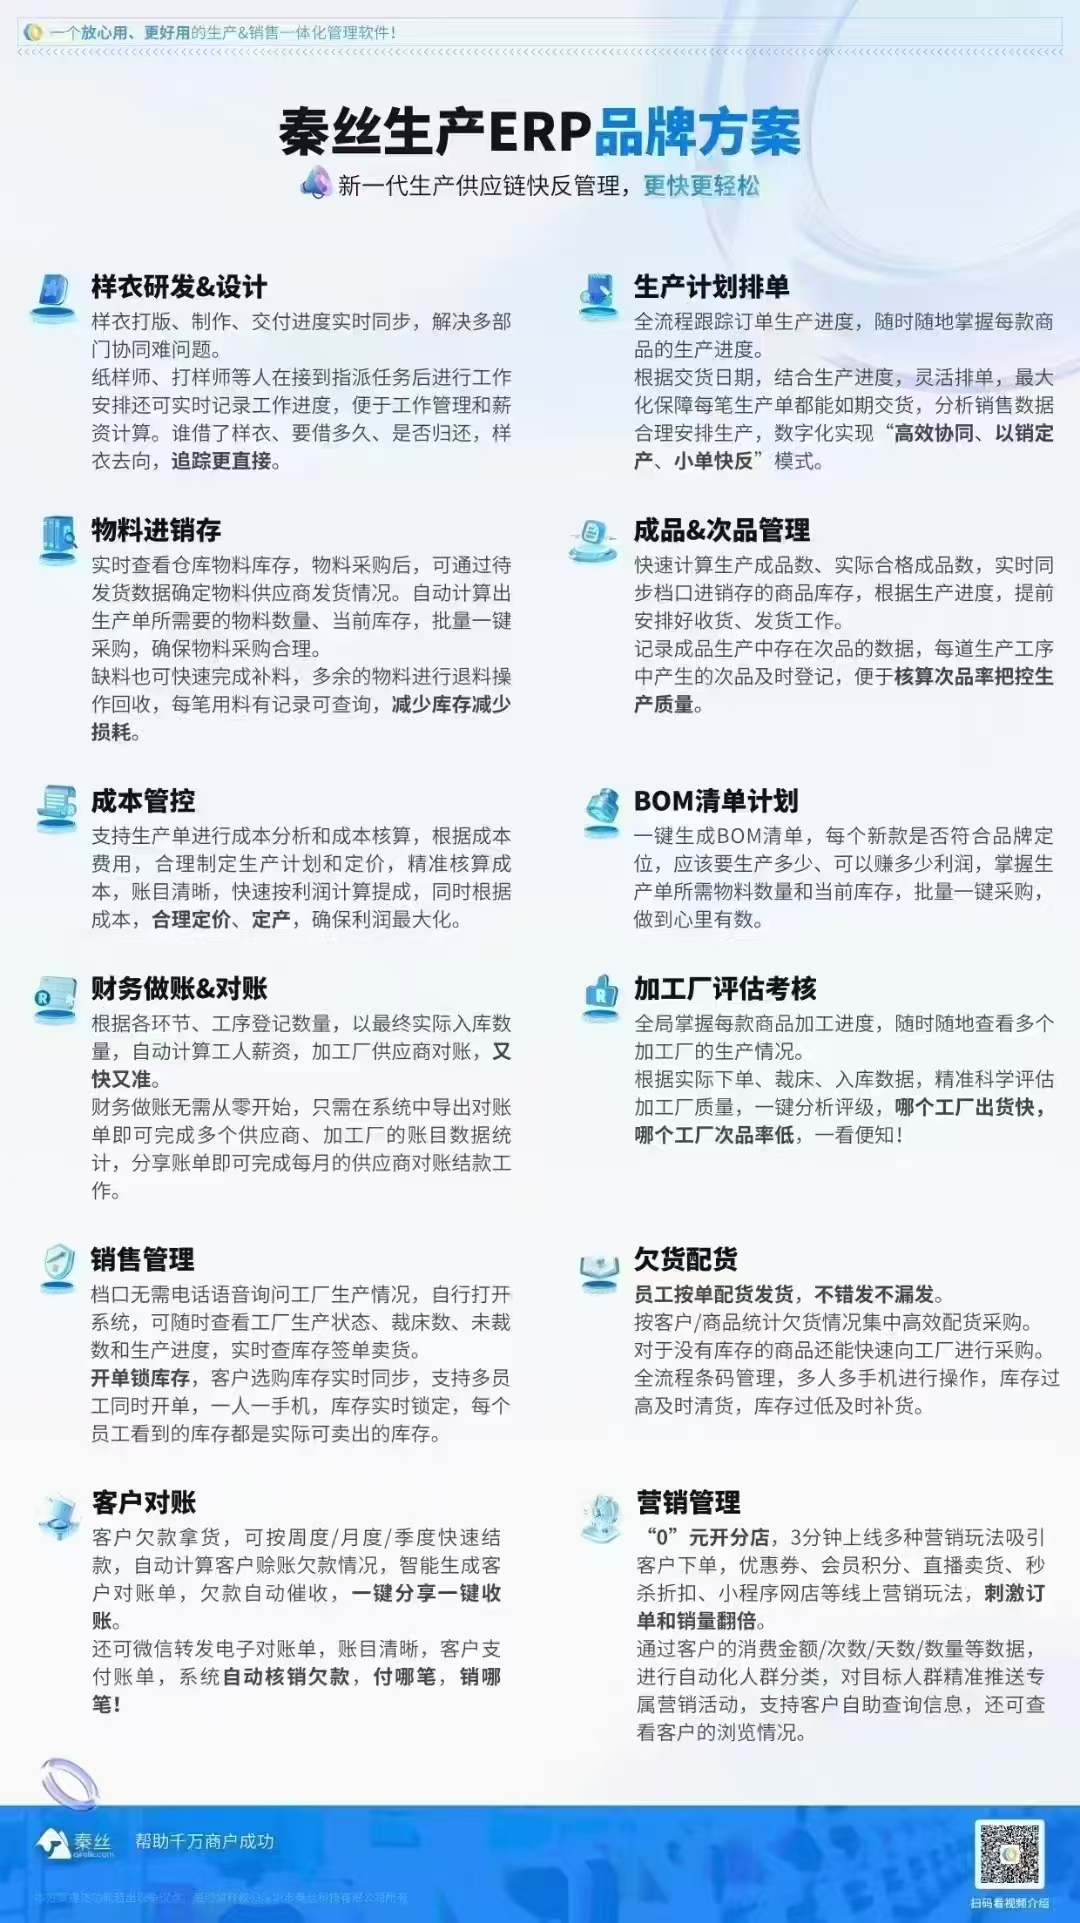 一个放心用、更好用的生产&销售一体化管理软件！
秦丝生产ERP品牌方案
新一代生产供应链快反管理，更快更轻松
样衣研发&设计
样衣打版、制作、交付进度实时同步，解决多部
门协同难问题。
纸样师、打样师等人在接到指派任务后进行工作
安排还可实时记录工作进度，便于工作管理和薪
资计算。谁借了样衣、要借多久、是否归还，样
衣去向，追踪更直接。
生产计划排单
全流程跟踪订单生产进度，随时随地掌握每款商
品的生产进度。
根据交货日期，结合生产进度，灵活排单，最大
化保障每笔生产单都能如期交货，分析销售数据
合理安排生产，数字化实现“高效协同、以销定
产、小单快反”模式。
物料进销存
实时查看仓库物料库存，物料采购后，可通过待
发货数据确定物料供应商发货情况。自动计算出
生产单所需要的物料数量、当前库存，批量一键
采购，确保物料采购合理。
缺料也可快速完成补料，多余的物料进行退料操
作回收，每笔用料有记录可查询，减少库存减少
损耗。
成品&次品管理
快速计算生产成品数、实际合格成品数，实时同
步档口进销存的商品库存，根据生产进度，提前
安排好收货、发货工作。
记录成品生产中存在次品的数据，每道生产工序
中产生的次品及时登记，便于核算次品率把控生
产质量。
成本管控
支持生产单进行成本分析和成本核算，根据成本
费用，合理制定生产计划和定价，精准核算成
本，账目清晰，快速按利润计算提成，同时根据
成本，合理定价、定产，确保利润最大化。
BOM清单计划
一键生成BOM清单，每个新款是否符合品牌定
位，应该要生产多少、可以赚多少利润，掌握生
产单所需物料数量和当前库存，批量一键采购，
做到心里有数。
财务做账&对账
根据各环节、工序登记数量，以最终实际入库数
量，自动计算工人薪资，加工厂供应商对账，又
快又准。
财务做账无需从零开始，只需在系统中导出对账
单即可完成多个供应商、加工厂的账目数据统
计，分享账单即可完成每月的供应商对账结款工
作。
加工厂评估考核
全局掌握每款商品加工进度，随时随地查看多个
加工厂的生产情况。
根据实际下单、裁床、入库数据，精准科学评估
加工厂质量，一键分析评级，哪个工厂出货快，
哪个工厂次品率低，一看便知！
销售管理
档口无需电话语音询问工厂生产情况，自行打开
系统，可随时查看工厂生产状态、裁床数、未裁
数和生产进度，实时查库存签单卖货。
开单锁库存，客户选购库存实时同步，支持多员
工同时开单，一人一手机，库存实时锁定，每个
员工看到的库存都是实际可卖出的库存。
欠货配货
员工按单配货发货，不错发不漏发。
按客户/商品统计欠货情况集中高效配货采购。
对于没有库存的商品还能快速向工厂进行采购。
全流程条码管理，多人多手机进行操作，库存过
高及时清货，库存过低及时补货。
客户对账
客户欠款拿货，可按周度/月度/季度快速结
款，自动计算客户赊账欠款情况，智能生成客
户对账单，欠款自动催收，一键分享一键收
账。
还可微信转发电子对账单，账目清晰，客户支
付账单，系统自动核销欠款，付哪笔，销哪
笔！
营销管理
“0”元开分店，3分钟上线多种营销玩法吸引
客户下单，优惠券、会员积分、直播卖货、秒
杀折扣、小程序网店等线上营销玩法，刺激订
单和销量翻倍。
通过客户的消费金额/次数/天数/数量等数据，
进行自动化人群分类，对目标人群精准推送专
属营销活动，支持客户自助查询信息，还可查
看客户的浏览情况。
秦丝
qinsilk.com
帮助千万商户成功
扫码看视频介绍